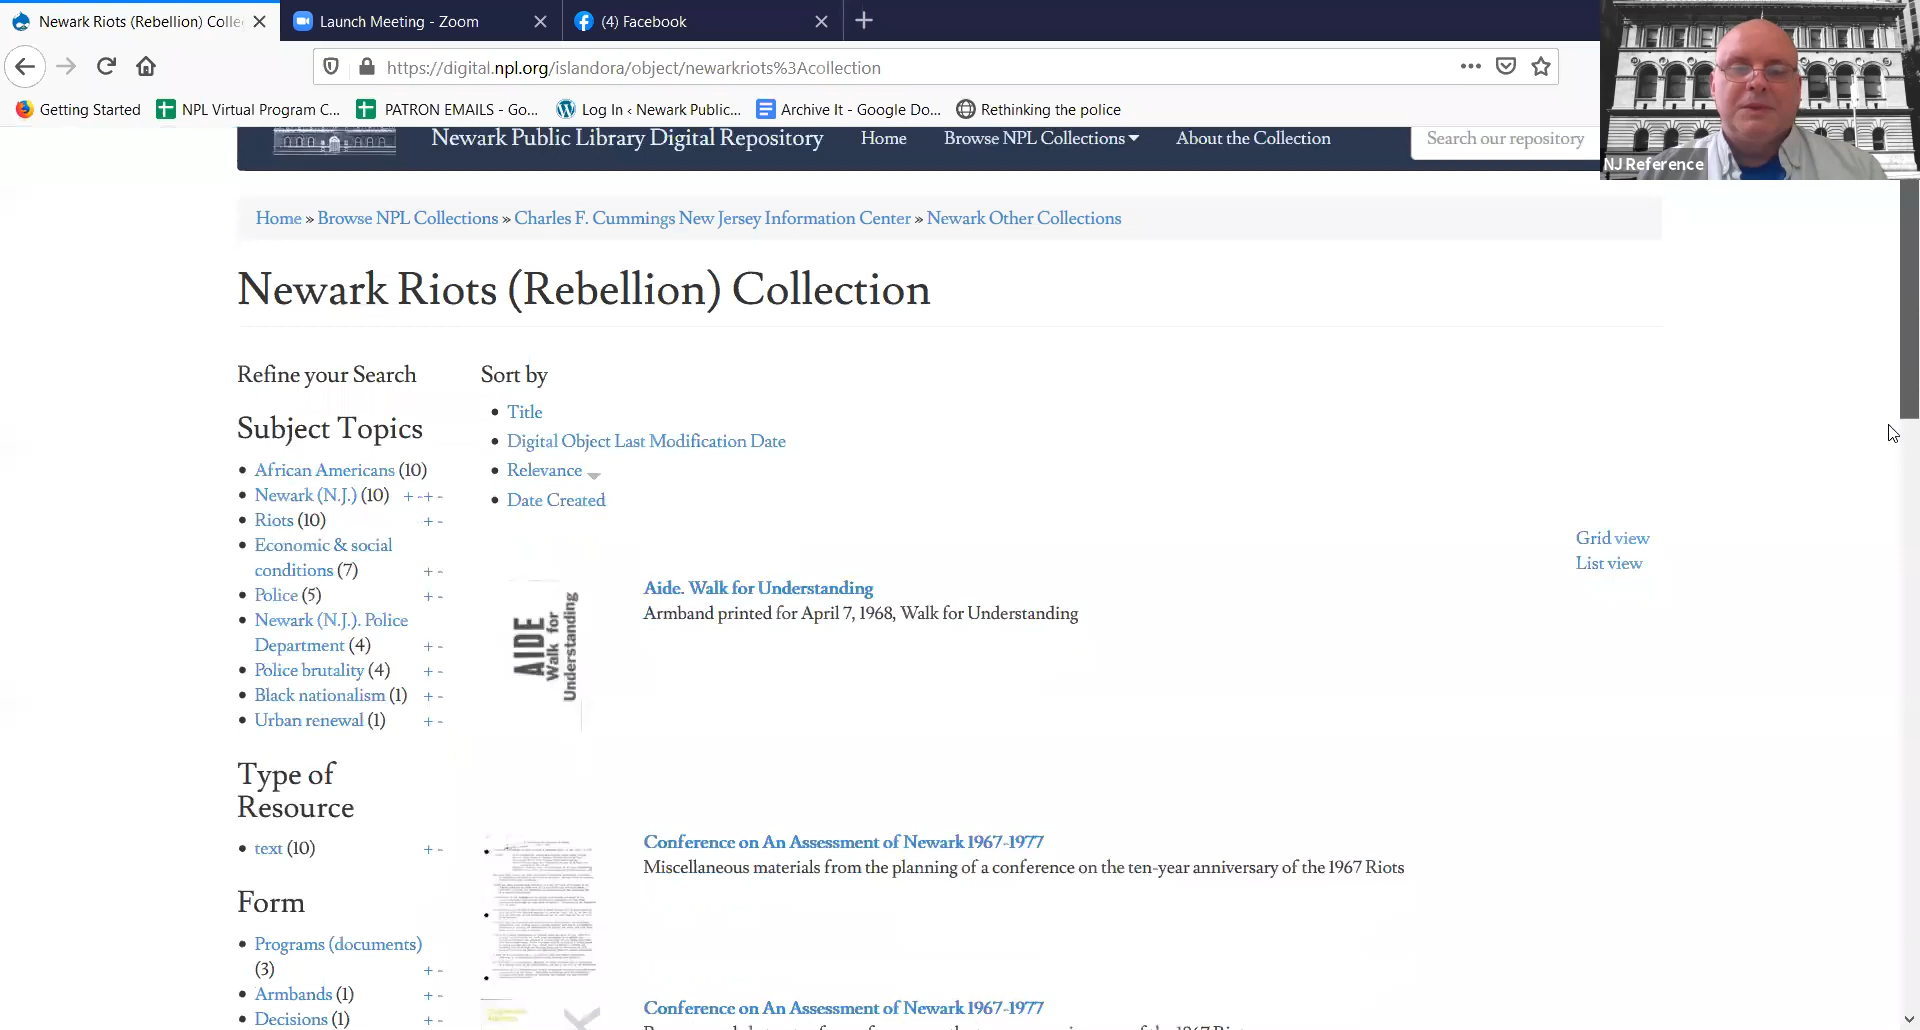 Newark Riots (Rebellion) Colle
Launch Meeting - Zoom
(4) Facebook
https://digital.npl.org/islandora/object/newarkriots%3Acollection
Getting Started
NPL Virtual Program C...
PATRON EMAILS - Go...
Log In ‹ Newark Public...
Archive It - Google Do...
Rethinking the police
NJ Reference
Newark Public Library Digital Repository
Home
Browse NPL Collections
About the Collection
Search our repository
Home » Browse NPL Collections » Charles F. Cummings New Jersey Information Center » Newark Other Collections
Newark Riots (Rebellion) Collection
Refine your Search
Subject Topics
African Americans (10)
Newark (N.J.) (10) + -+ -
Riots (10) + -
Economic & social
conditions (7) + -
Police (5) + -
Newark (N.J.). Police
Department (4) + -
Police brutality (4) + -
Black nationalism (1) + -
Urban renewal (1) + -
Type of
Resource
text (10) + -
Form
Programs (documents)
(3) + -
Armbands (1) + -
Decisions (1) + -
Sort by
Title
Digital Object Last Modification Date
Relevance
Date Created
Grid view
List view
AIDE
Walk for
Understanding
Aide. Walk for Understanding
Armband printed for April 7, 1968, Walk for Understanding
Conference on An Assessment of Newark 1967-1977
Miscellaneous materials from the planning of a conference on the ten-year anniversary of the 1967 Riots
Conference on An Assessment of Newark 1967-1977